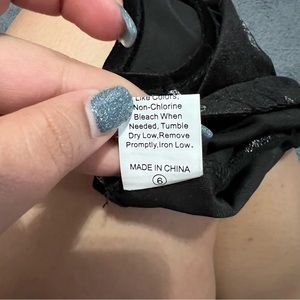 Like Colors,
Non-Chlorine
Bleach When
Needed, Tumble
Dry Low,Remove
Promptly,Iron Low.
MADE IN CHINA
6